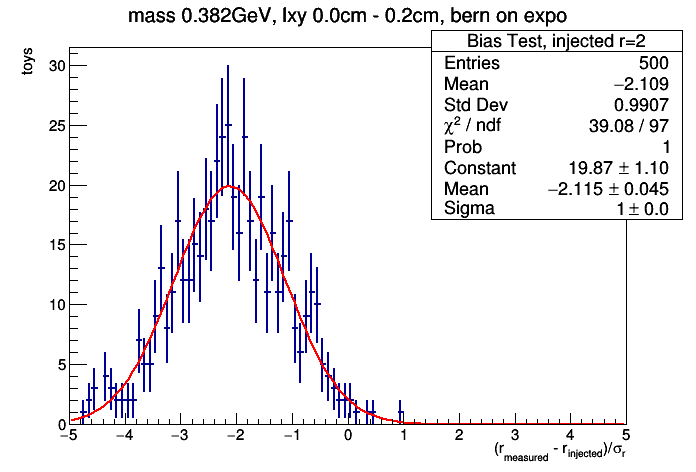 mass 0.382GeV, lxy 0.0cm - 0.2cm, bern on expo
toys
Bias Test, injected r=2
Entries 500
Mean −2.109
Std Dev 0.9907
χ² / ndf 39.08 / 97
Prob 1
Constant 19.87 ± 1.10
Mean −2.115 ± 0.045
Sigma 1 ± 0.0
30
25
20
15
10
5
0
−5 −4 −3 −2 −1 0 1 2 3 4 5
(r_measured - r_injected)/σ_r